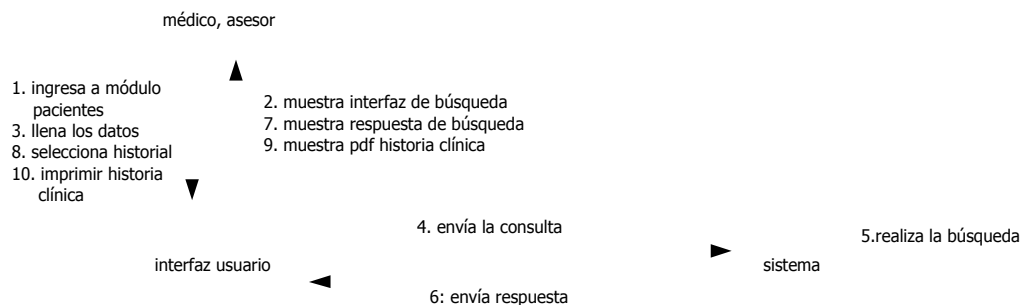 médico, asesor
1. ingresa a módulo
pacientes
3. llena los datos
8. selecciona historial
10. imprimir historia
clínica
2. muestra interfaz de búsqueda
7. muestra respuesta de búsqueda
9. muestra pdf historia clínica
4. envía la consulta
5.realiza la búsqueda
interfaz usuario
sistema
6: envía respuesta